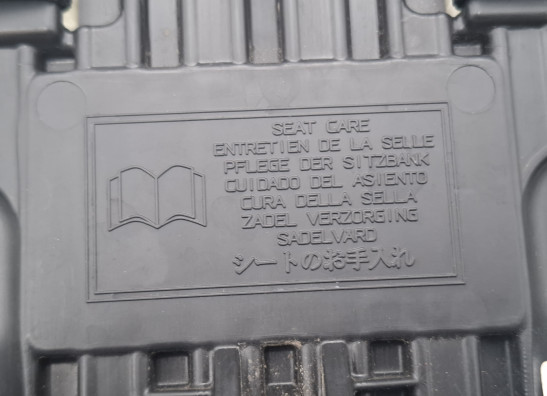 SEAT CARE
ENTRETIEN DE LA SELLE
PFLEGE DER SITZBANK
CUIDADO DEL ASIENTO
CURA DELLA SELLA
ZADEL VERZORGING
SADELVARD
シートのお手入れ